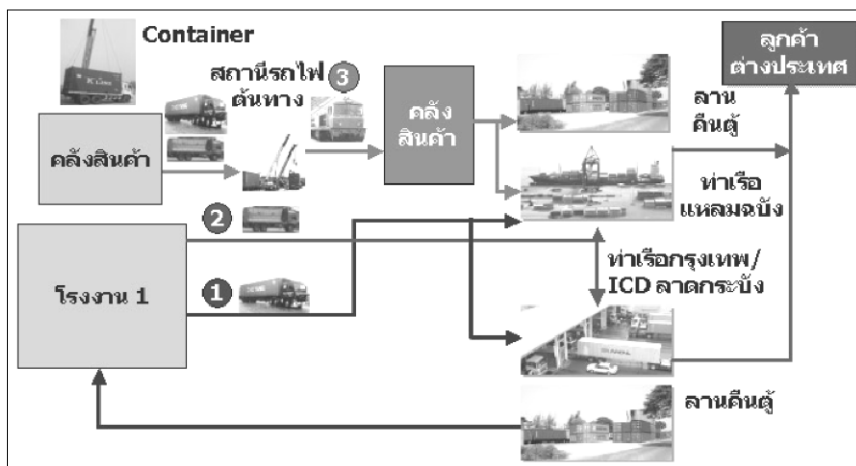 Container
ลูกค้า
ต่างประเทศ
สถานีรถไฟ
ต้นทาง
3
คลัง
สินค้า
ลาน
คืนตู้
คลังสินค้า
ท่าเรือ
แหลมฉบัง
2
ท่าเรือกรุงเทพ/
ICD ลาดกระบัง
โรงงาน 1
1
ลานคืนตู้